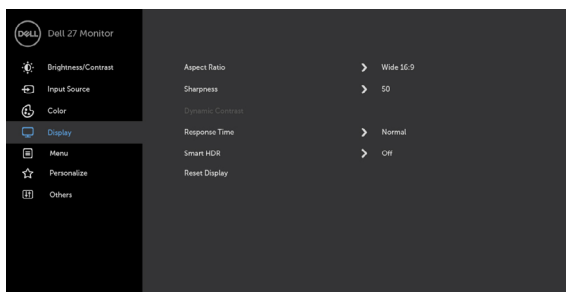 DELL Dell 27 Monitor
Brightness/Contrast
Input Source
Color
Display
Menu
Personalize
Others
Aspect Ratio Wide 16:9
Sharpness 50
Dynamic Contrast
Response Time Normal
Smart HDR Off
Reset Display